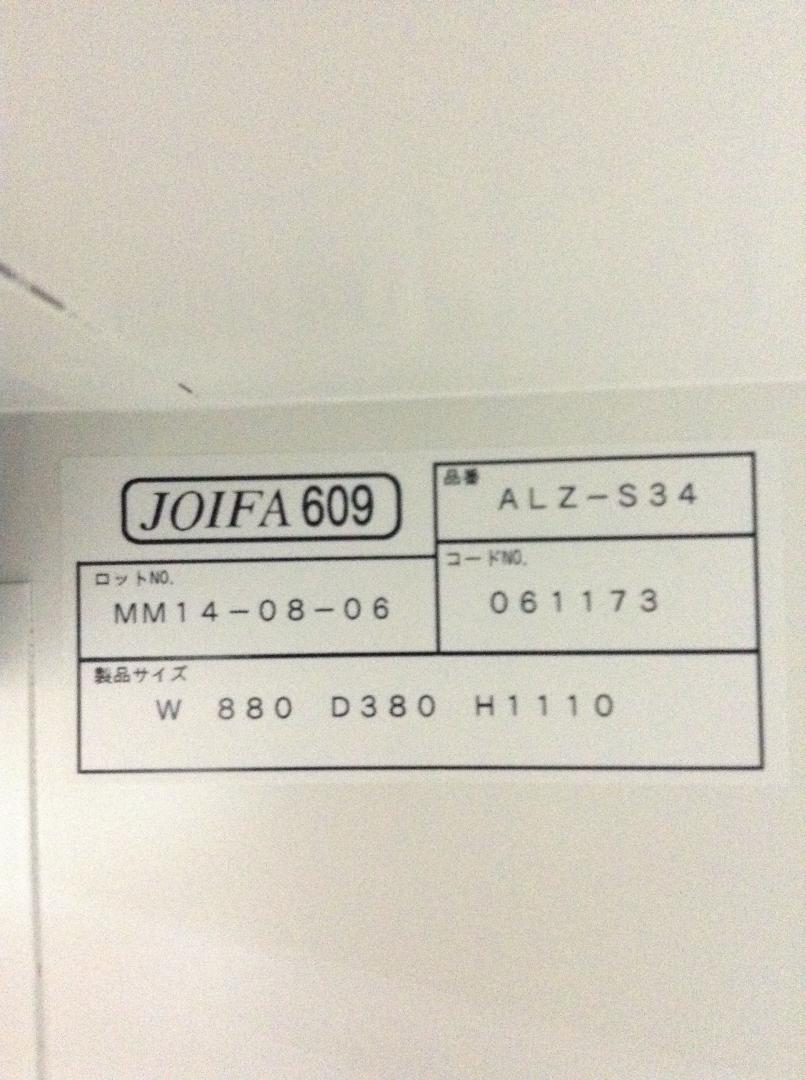 JOIFA 609
品番
ALZ-S34
ロットNO.
MM14-08-06
コードNO.
061173
製品サイズ
W 880 D380 H1110